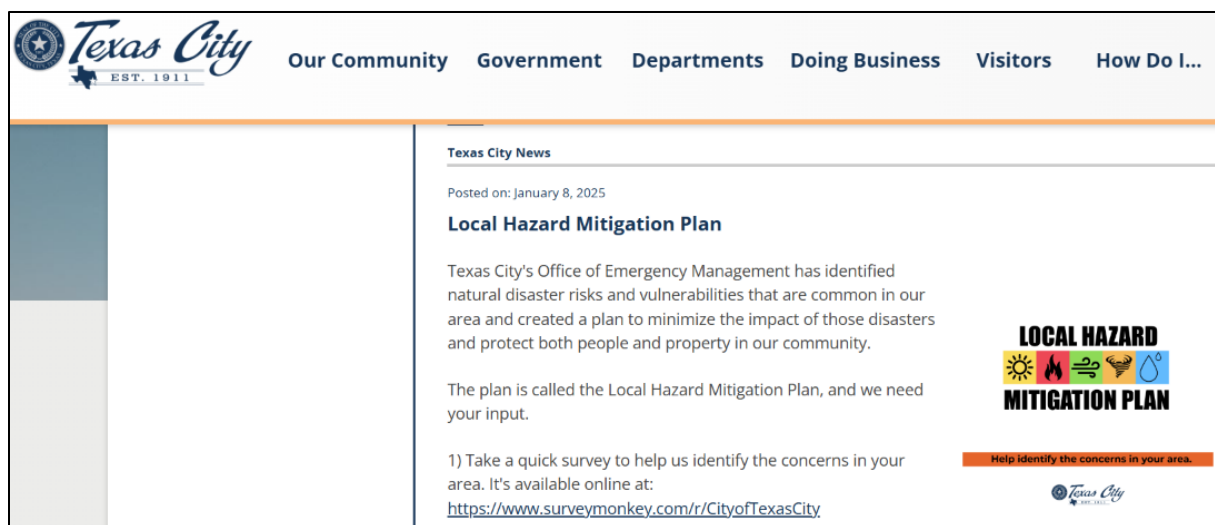 Texas City
EST. 1911
Our Community Government Departments Doing Business Visitors How Do I...
Texas City News
Posted on: January 8, 2025
Local Hazard Mitigation Plan
Texas City's Office of Emergency Management has identified
natural disaster risks and vulnerabilities that are common in our
area and created a plan to minimize the impact of those disasters
and protect both people and property in our community.
The plan is called the Local Hazard Mitigation Plan, and we need
your input.
1) Take a quick survey to help us identify the concerns in your
area. It's available online at:
https://www.surveymonkey.com/r/CityofTexasCity
LOCAL HAZARD
MITIGATION PLAN
Help identify the concerns in your area.
Texas City